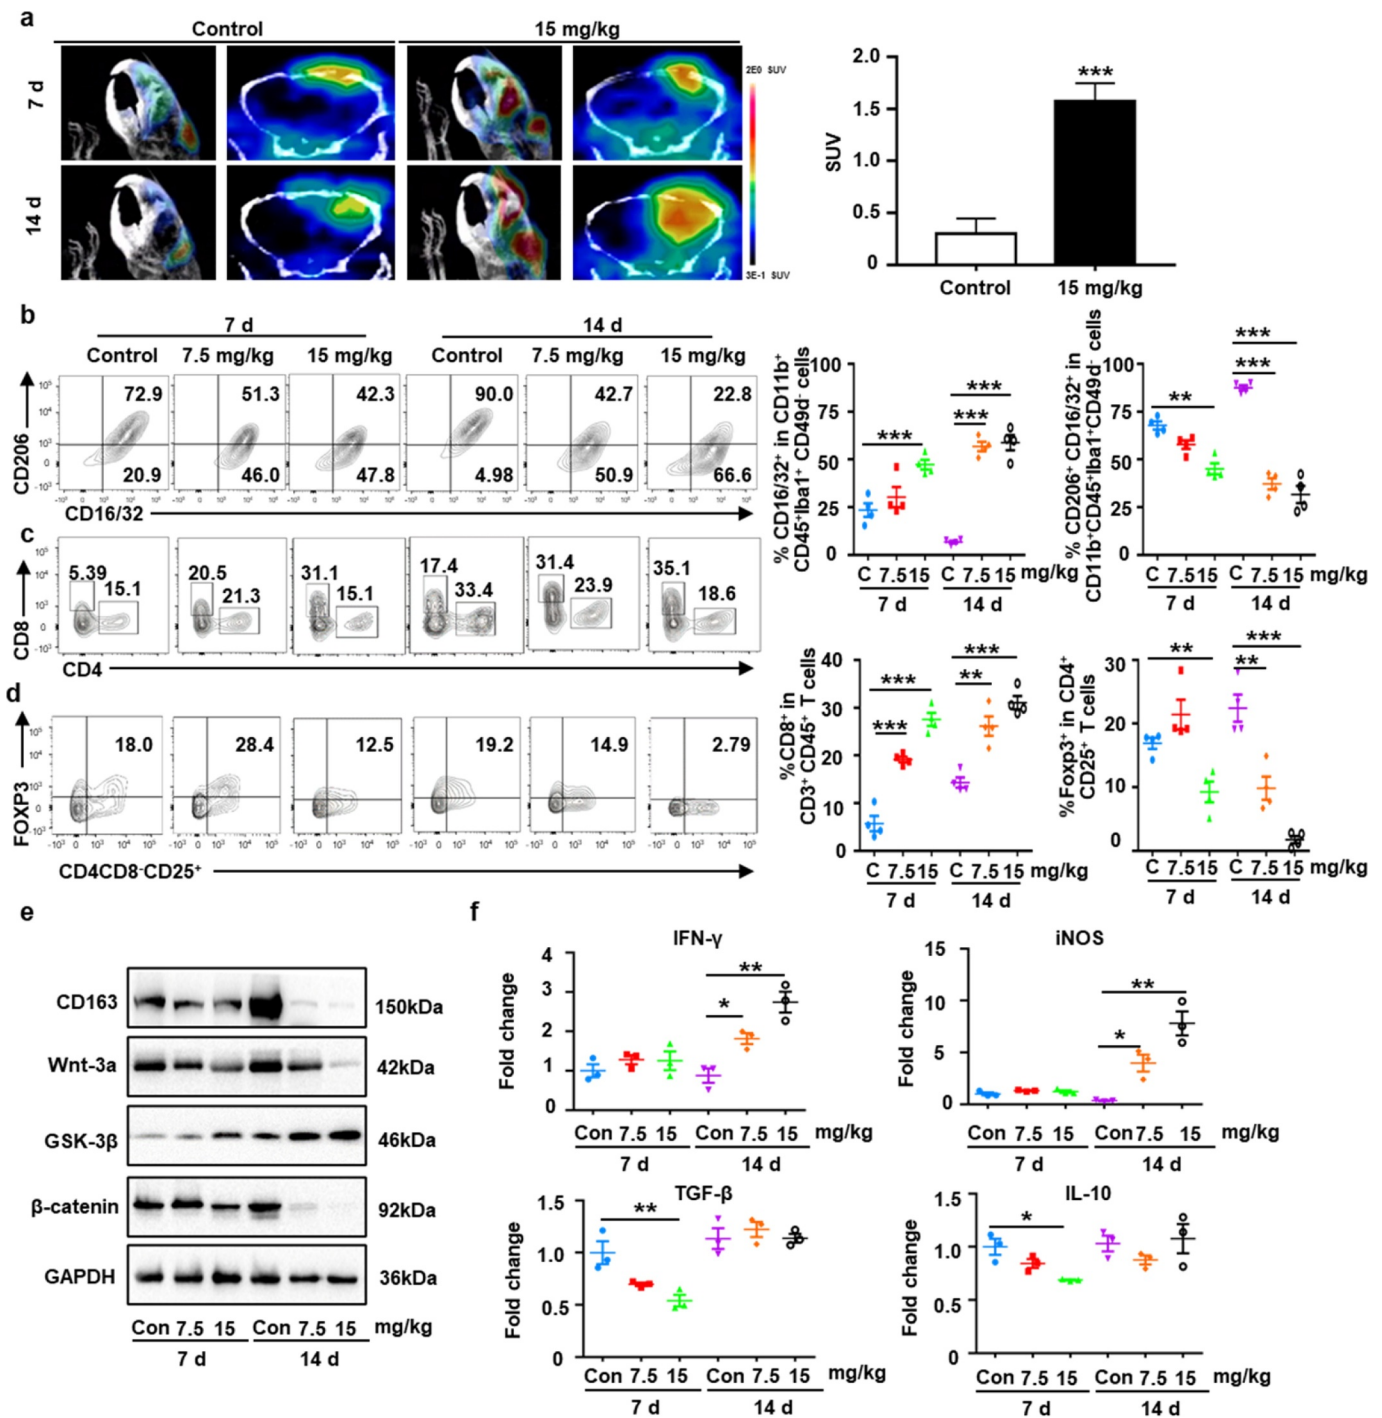 a
Control
15 mg/kg
7 d
14 d
2E0 SUV
3E-1 SUV
SUV
2.0
1.5
1.0
0.5
0
***
Control
15 mg/kg
b
7 d
14 d
Control
7.5 mg/kg
15 mg/kg
Control
7.5 mg/kg
15 mg/kg
72.9
51.3
42.3
90.0
42.7
22.8
20.9
46.0
47.8
4.98
50.9
66.6
CD206
CD16/32
% CD16/32⁺ in CD11b⁺
CD45⁺Iba1⁺ CD49d⁻ cells
100
75
50
25
0
***
***
***
C 7.5 15
C 7.5 15
mg/kg
7 d
14 d
% CD206⁺ CD16/32⁺ in
CD11b⁺CD45⁺Iba1⁺CD49d⁻ cells
100
75
50
25
0
**
***
***
C 7.5 15
C 7.5 15
mg/kg
7 d
14 d
c
5.39
15.1
20.5
21.3
31.1
15.1
17.4
33.4
31.4
23.9
35.1
18.6
CD8
CD4
%CD8⁺ in
CD3⁺ CD45⁺ T cells
40
30
20
10
0
***
***
**
***
C 7.5 15
C 7.5 15
mg/kg
7 d
14 d
%Foxp3⁺ in CD4⁺
CD25⁺ T cells
30
20
10
0
**
**
***
C 7.5 15
C 7.5 15
mg/kg
7 d
14 d
d
18.0
28.4
12.5
19.2
14.9
2.79
FOXP3
CD4CD8⁻CD25⁺
e
CD163
150kDa
Wnt-3a
42kDa
GSK-3β
46kDa
β-catenin
92kDa
GAPDH
36kDa
Con 7.5 15 Con 7.5 15 mg/kg
7 d
14 d
f
IFN-γ
Fold change
4
3
2
1
0
*
**
Con 7.5 15
Con 7.5 15
mg/kg
7 d
14 d
iNOS
Fold change
15
10
5
0
*
**
Con 7.5 15
Con 7.5 15
mg/kg
7 d
14 d
TGF-β
Fold change
1.5
1.0
0.5
0
**
Con 7.5 15
Con 7.5 15
mg/kg
7 d
14 d
IL-10
Fold change
1.5
1.0
0.5
0
*
Con 7.5 15
Con 7.5 15
mg/kg
7 d
14 d